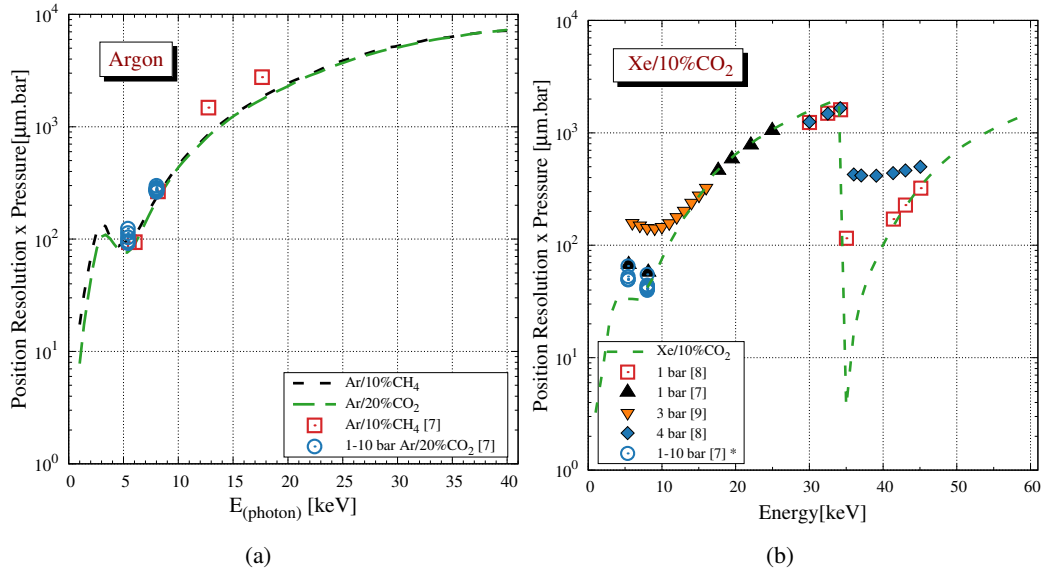 Argon
Position Resolution x Pressure[µm.bar]
10⁴
10³
10²
10¹
10⁰
0 5 10 15 20 25 30 35 40
E(photon) [keV]
Ar/10%CH₄
Ar/20%CO₂
Ar/10%CH₄ [7]
1-10 bar Ar/20%CO₂ [7]
(a)
Xe/10%CO₂
Position Resolution x Pressure [µm.bar]
10⁴
10³
10²
10¹
10⁰
0 10 20 30 40 50 60
Energy[keV]
Xe/10%CO₂
1 bar [8]
1 bar [7]
3 bar [9]
4 bar [8]
1-10 bar [7] *
(b)